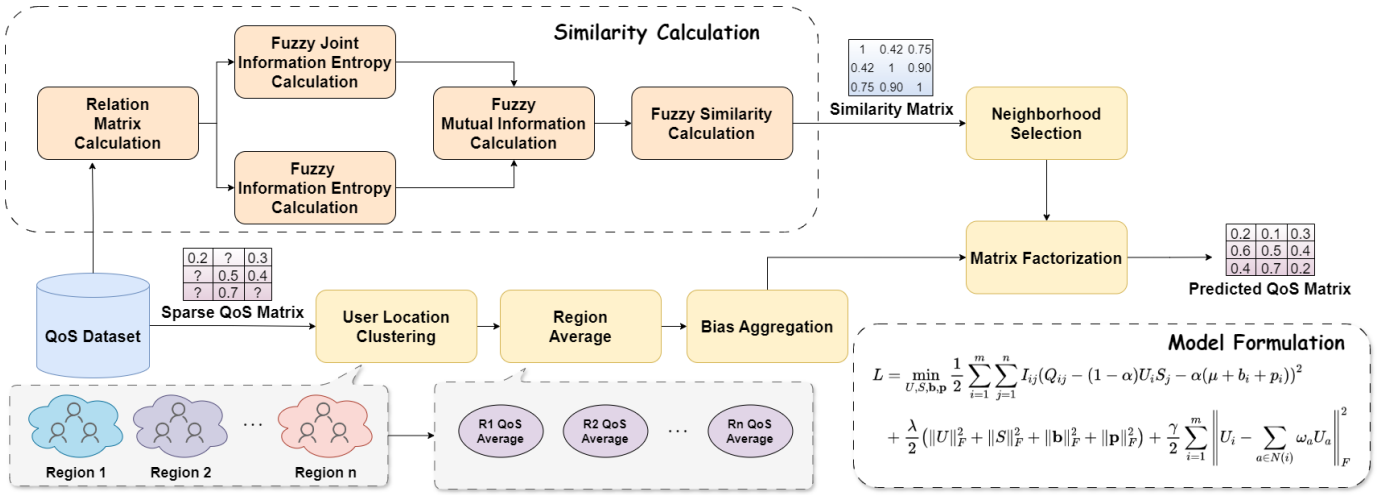 Similarity Calculation
Fuzzy Joint
Information Entropy
Calculation
Relation
Matrix
Calculation
Fuzzy
Information Entropy
Calculation
Fuzzy
Mutual Information
Calculation
Fuzzy Similarity
Calculation
1 0.42 0.75
0.42 1 0.90
0.75 0.90 1
Similarity Matrix
Neighborhood
Selection
Matrix Factorization
0.2 0.1 0.3
0.6 0.5 0.4
0.4 0.7 0.2
Predicted QoS Matrix
QoS Dataset
0.2 ? 0.3
? 0.5 0.4
? 0.7 ?
Sparse QoS Matrix
User Location
Clustering
Region
Average
Bias Aggregation
Region 1
Region 2
...
Region n
R1 QoS
Average
R2 QoS
Average
...
Rn QoS
Average
Model Formulation
L = \min_{U,S,\mathbf{b},\mathbf{p}} \frac{1}{2} \sum_{i=1}^{m} \sum_{j=1}^{n} I_{ij}(Q_{ij} - (1 - \alpha)U_i S_j - \alpha(\mu + b_i + p_i))^2
+ \frac{\lambda}{2} (\|U\|_F^2 + \|S\|_F^2 + \|\mathbf{b}\|_F^2 + \|\mathbf{p}\|_F^2) + \frac{\gamma}{2} \sum_{i=1}^{m} \left\| U_i - \sum_{a \in N(i)} \omega_a U_a \right\|_F^2